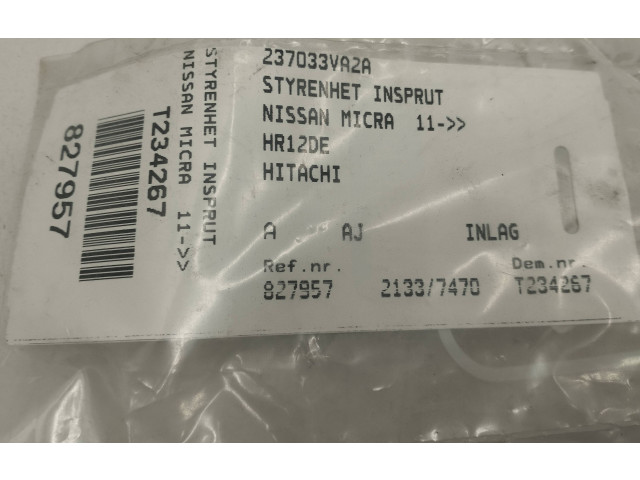 237033VA2A
STYRENHET INSPRUT
NISSAN MICRA 11->>
HR12DE
HITACHI
A AJ INLAG
Ref.nr. Dem.nr.
827957 2133/7470 T234267
STYRENHET INSPRUT
NISSAN MICRA 11->>
T234267
827957